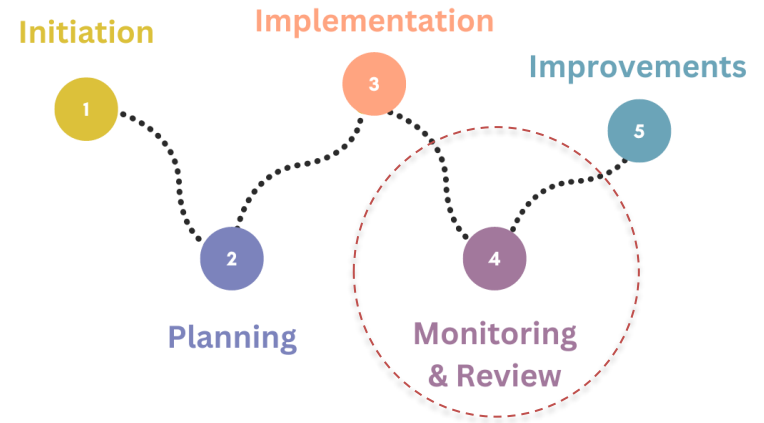 Initiation
1
2
Planning
Implementation
3
4
Monitoring
& Review
Improvements
5